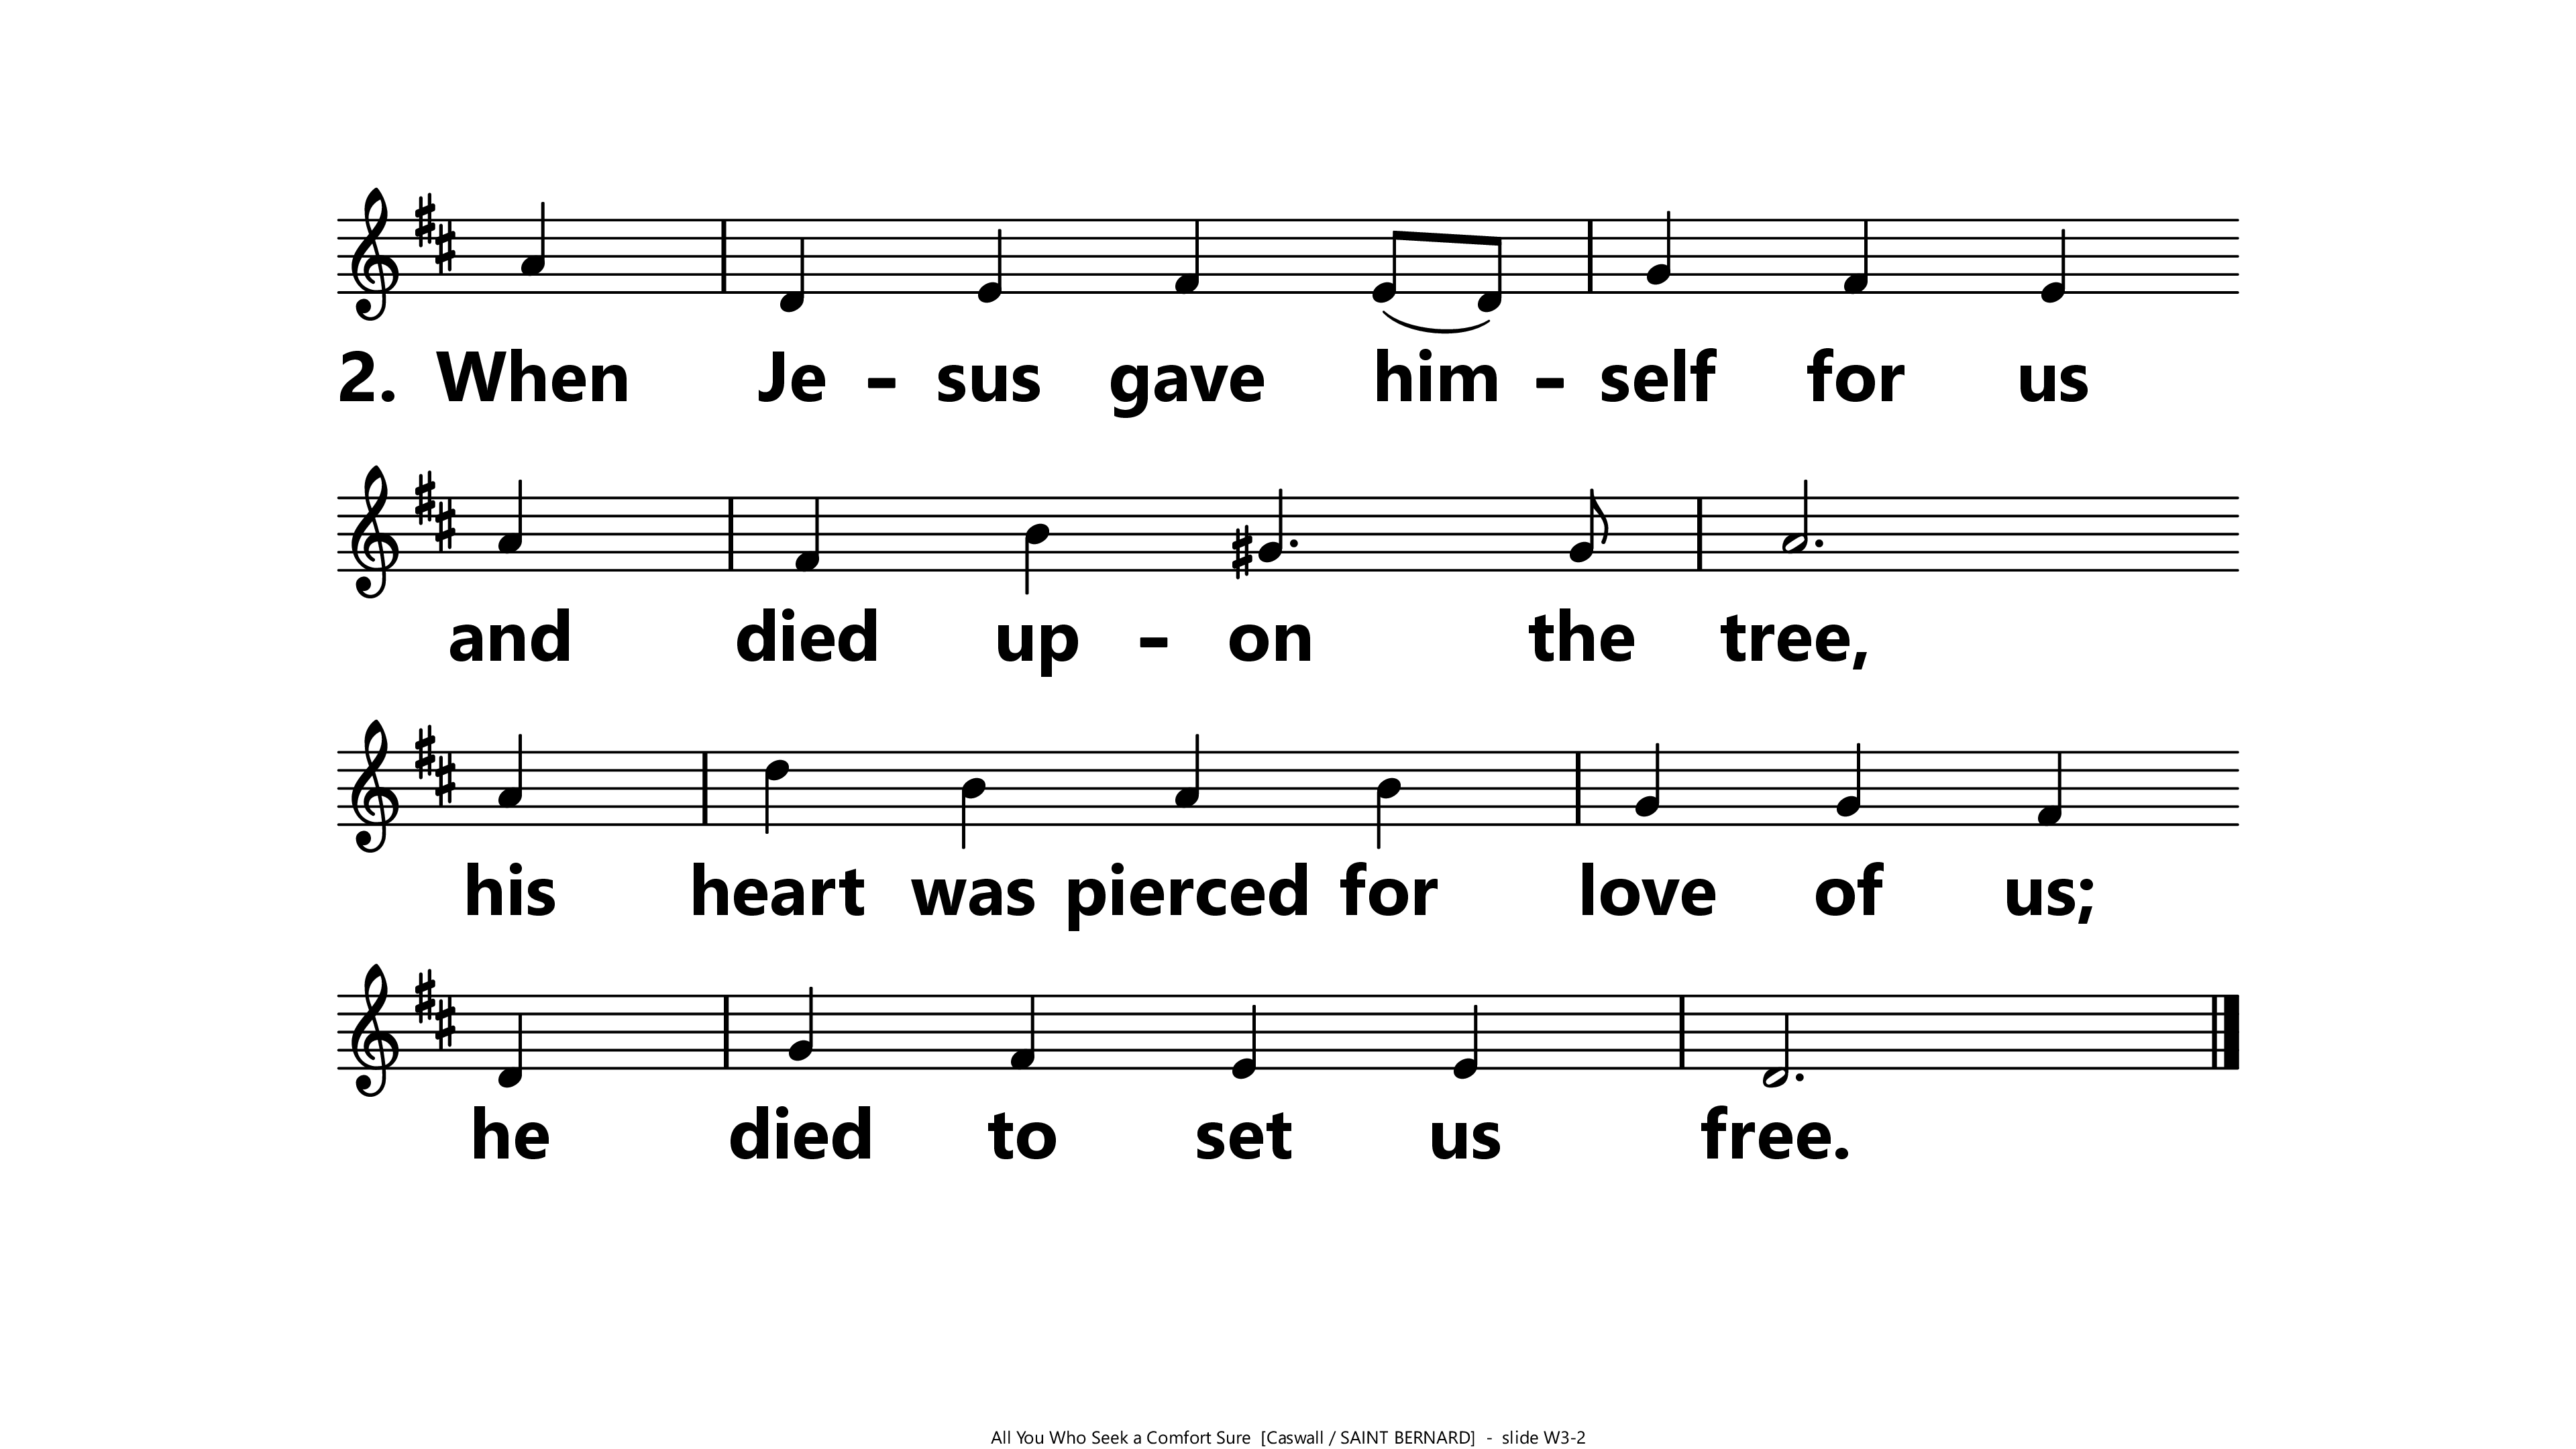 2. When Je - sus gave him - self for us
and died up - on the tree,
his heart was pierced for love of us;
he died to set us free.
All You Who Seek a Comfort Sure [Caswall / SAINT BERNARD] - slide W3-2